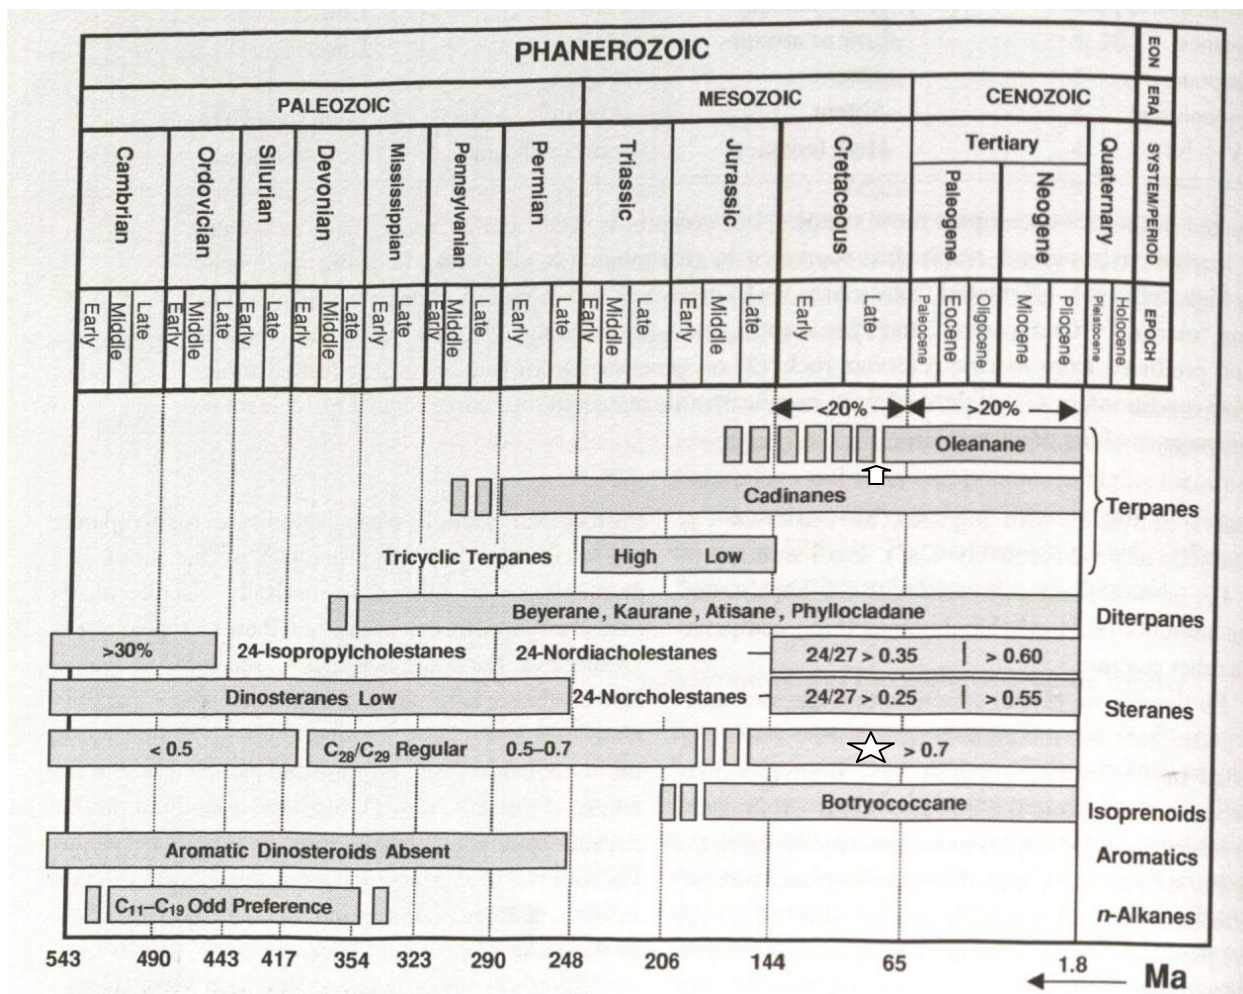 PHANEROZOIC
EON
PALEOZOIC
MESOZOIC
CENOZOIC
ERA
Cambrian
Ordovician
Silurian
Devonian
Mississippian
Pennsylvanian
Permian
Triassic
Jurassic
Cretaceous
Tertiary
Paleogene
Neogene
Quaternary
SYSTEM/PERIOD
Early
Middle
Late
Early
Middle
Late
Early
Late
Early
Middle
Late
Early
Late
Early
Middle
Late
Early
Late
Early
Middle
Late
Early
Middle
Late
Early
Late
Paleocene
Eocene
Oligocene
Miocene
Pliocene
Pleistocene
Holocene
EPOCH
<20%
>20%
Oleanane
Cadinanes
Terpanes
Tricyclic Terpanes
High
Low
Beyerane, Kaurane, Atisane, Phyllocladane
Diterpanes
>30%
24-Isopropylcholestanes
24-Nordiacholestanes
24/27 > 0.35
> 0.60
Dinosteranes Low
24-Norcholestanes
24/27 > 0.25
> 0.55
Steranes
< 0.5
C28/C29 Regular
0.5–0.7
> 0.7
Botryococcane
Isoprenoids
Aromatic Dinosteroids Absent
Aromatics
C11–C19 Odd Preference
n-Alkanes
543
490
443
417
354
323
290
248
206
144
65
1.8
Ma